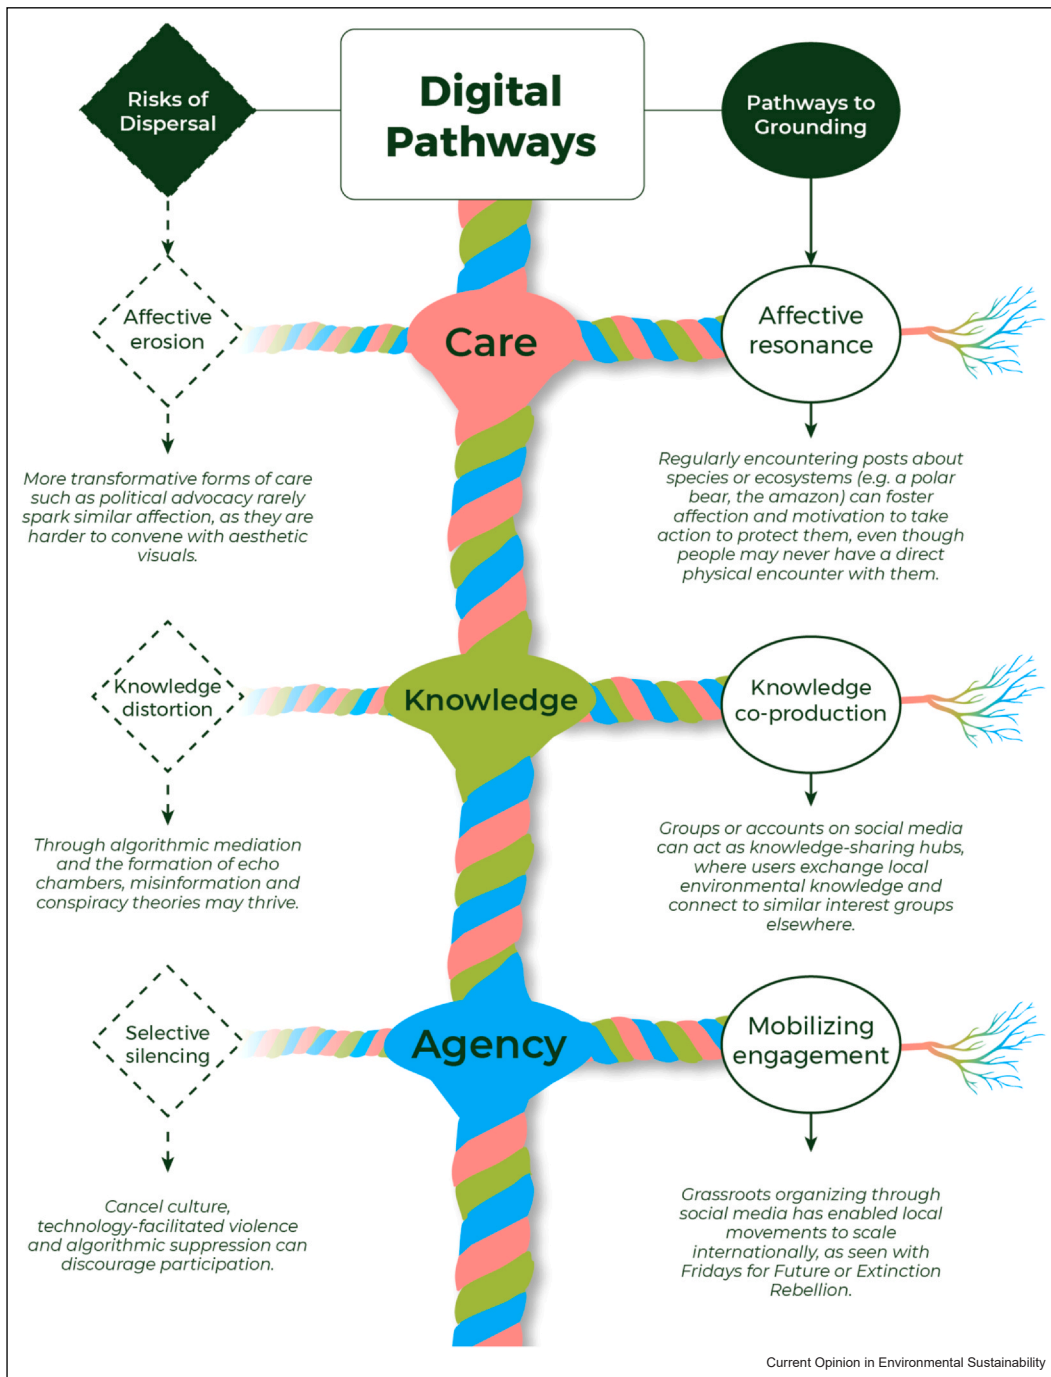 Risks of
Dispersal
Digital
Pathways
Pathways to
Grounding
Affective
erosion
Care
Affective
resonance
More transformative forms of care
such as political advocacy rarely
spark similar affection, as they are
harder to convene with aesthetic
visuals.
Regularly encountering posts about
species or ecosystems (e.g. a polar
bear, the amazon) can foster
affection and motivation to take
action to protect them, even though
people may never have a direct
physical encounter with them.
Knowledge
distortion
Knowledge
Knowledge
co-production
Through algorithmic mediation
and the formation of echo
chambers, misinformation and
conspiracy theories may thrive.
Groups or accounts on social media
can act as knowledge-sharing hubs,
where users exchange local
environmental knowledge and
connect to similar interest groups
elsewhere.
Selective
silencing
Agency
Mobilizing
engagement
Cancel culture,
technology-facilitated violence
and algorithmic suppression can
discourage participation.
Grassroots organizing through
social media has enabled local
movements to scale
internationally, as seen with
Fridays for Future or Extinction
Rebellion.
Current Opinion in Environmental Sustainability